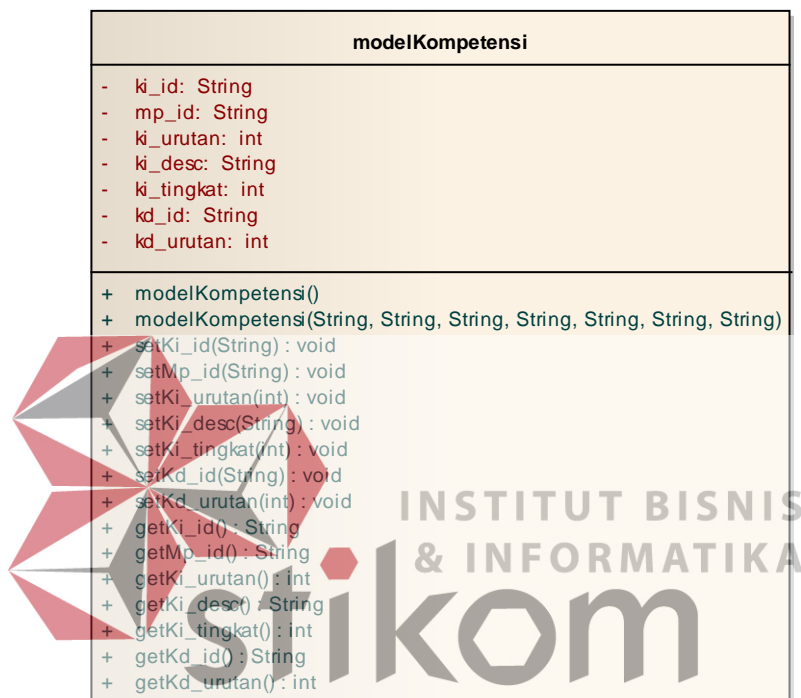 modelKompetensi
- ki_id: String
- mp_id: String
- ki_urutan: int
- ki_desc: String
- ki_tingkat: int
- kd_id: String
- kd_urutan: int
+ modelKompetensi()
+ modelKompetensi(String, String, String, String, String, String, String)
+ setKi_id(String) : void
+ setMp_id(String) : void
+ setKi_urutan(int) : void
+ setKi_desc(String) : void
+ setKi_tingkat(int) : void
+ setKd_id(String) : void
+ setKd_urutan(int) : void
+ getKi_id() : String
+ getMp_id() : String
+ getKi_urutan() : int
+ getKi_desc() : String
+ getKi_tingkat() : int
+ getKd_id() : String
+ getKd_urutan() : int
INSTITUT BISNIS
& INFORMATIKA
stikom